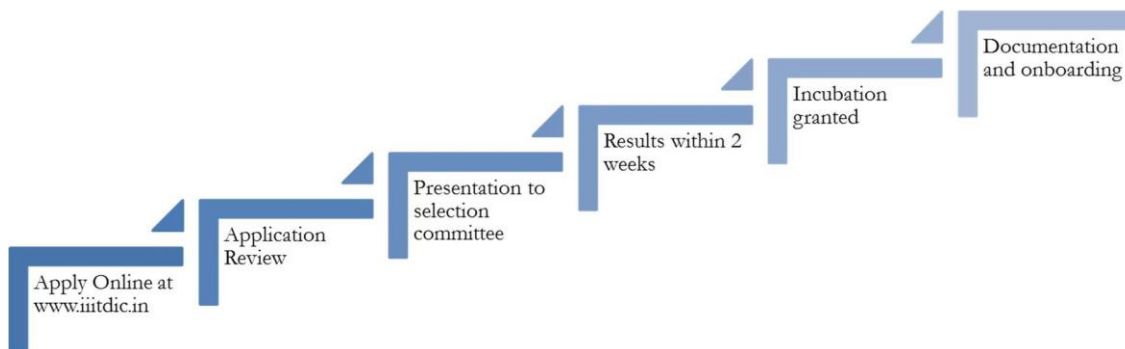 Apply Online at
www.iiitdic.in
Application
Review
Presentation to
selection
committee
Results within 2
weeks
Incubation
granted
Documentation
and onboarding